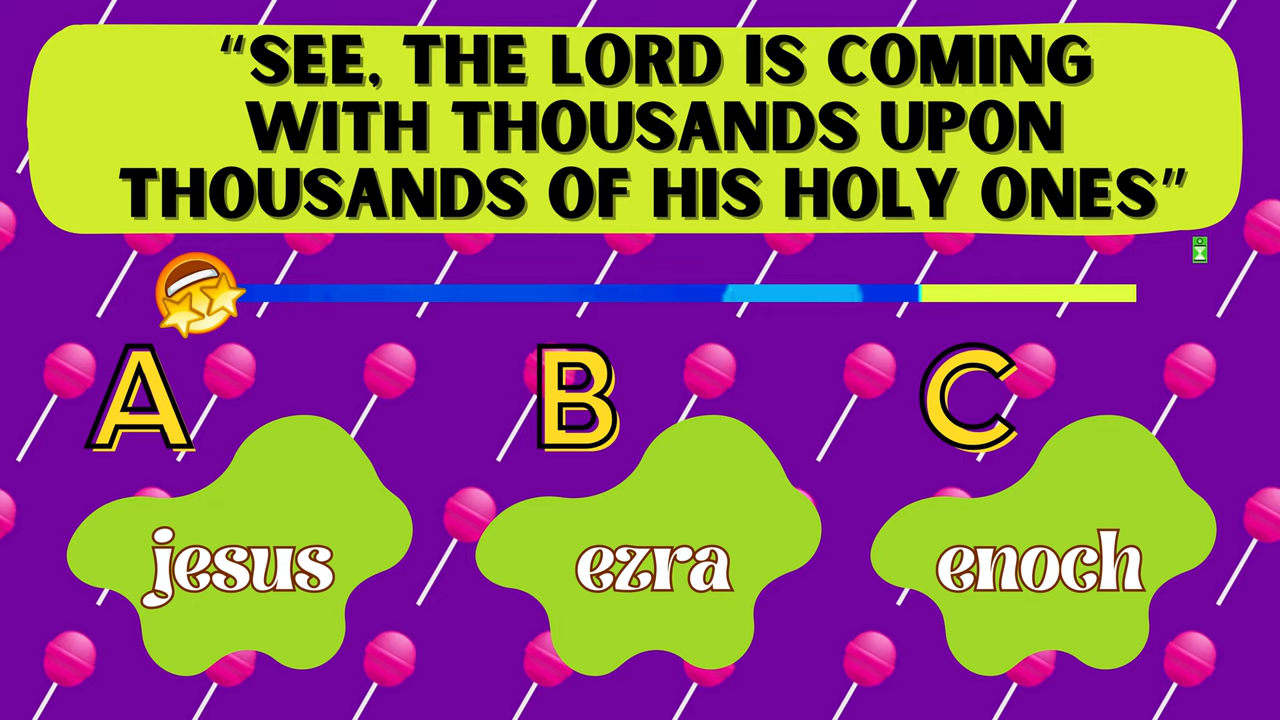 “SEE, THE LORD IS COMING
WITH THOUSANDS UPON
THOUSANDS OF HIS HOLY ONES”
A
B
C
jesus
ezra
enoch